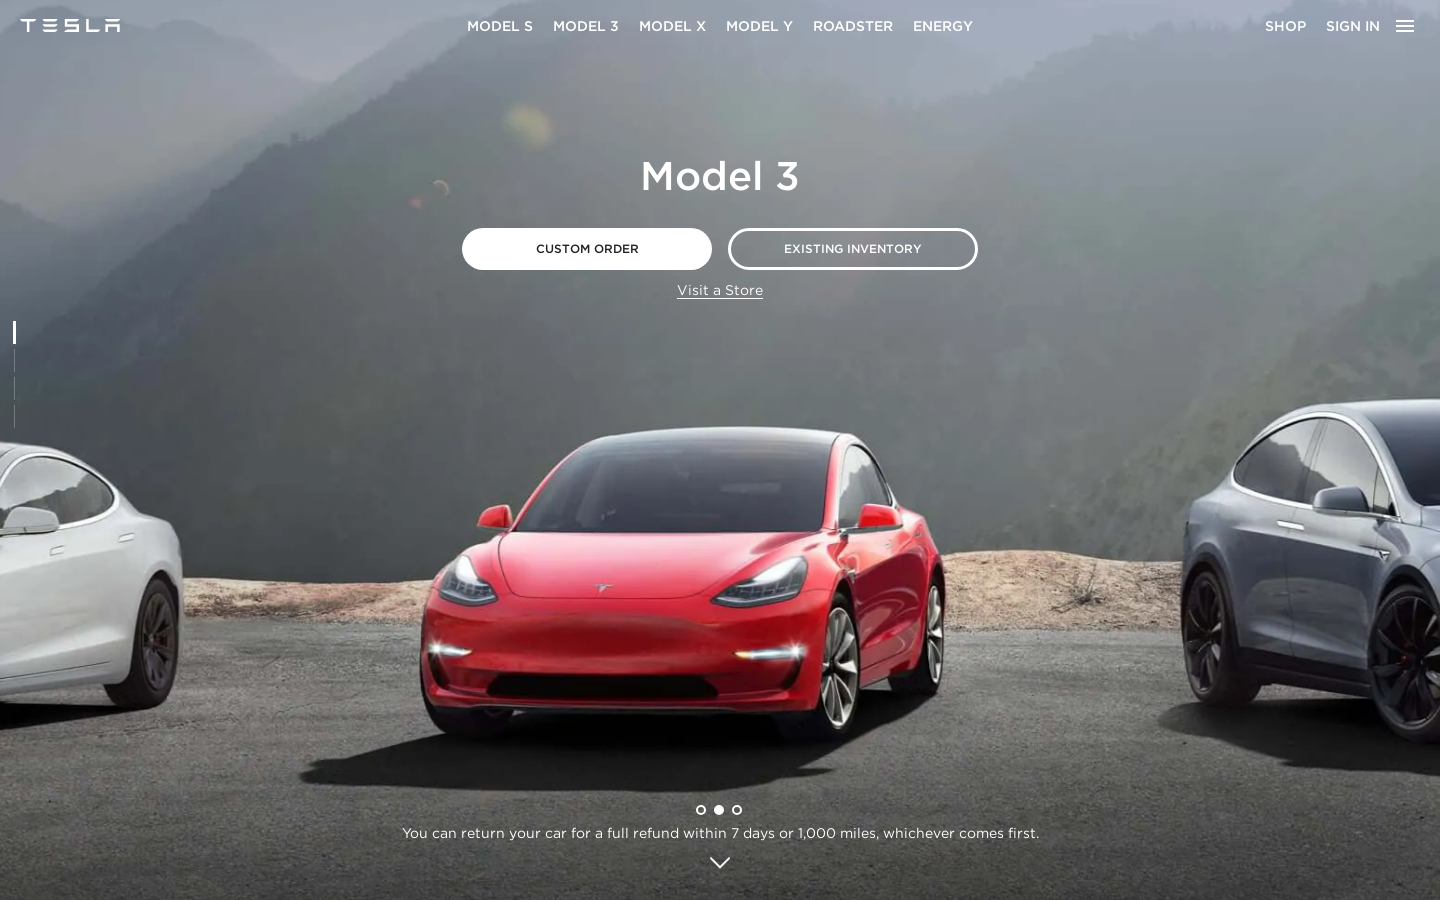 TESLA
MODEL S MODEL 3 MODEL X MODEL Y ROADSTER ENERGY
SHOP SIGN IN
Model 3
CUSTOM ORDER
EXISTING INVENTORY
Visit a Store
You can return your car for a full refund within 7 days or 1,000 miles, whichever comes first.